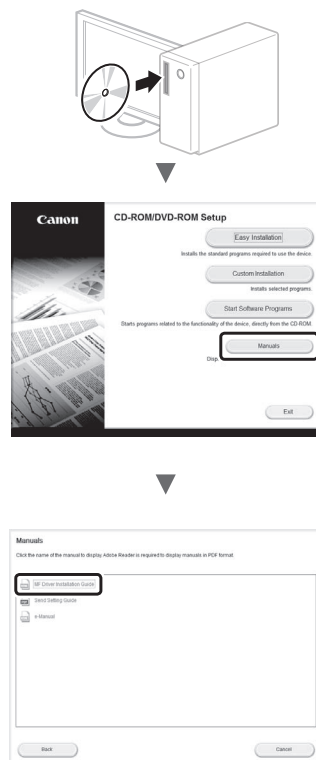 Canon
CD-ROM/DVD-ROM Setup
Easy Installation
Installs the standard programs required to use the device.
Custom Installation
Installs selected programs.
Start Software Programs
Starts programs related to the functionality of the device, directly from the CD-ROM.
Manuals
Disp
Exit
Manuals
Click the name of the manual to display. Adobe Reader is required to display manuals in PDF format.
MF Driver Installation Guide
Send Setting Guide
e-Manual
Back
Cancel